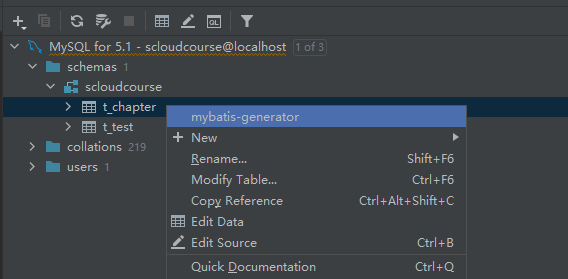 QL
MySQL for 5.1 - scloudcourse@localhost 1 of 3
schemas 1
scloudcourse
t_chapter
t_test
collations 219
users 1
mybatis-generator
New
Rename... Shift+F6
Modify Table... Ctrl+F6
Copy Reference Ctrl+Alt+Shift+C
Edit Data
Edit Source Ctrl+B
Quick Documentation Ctrl+Q